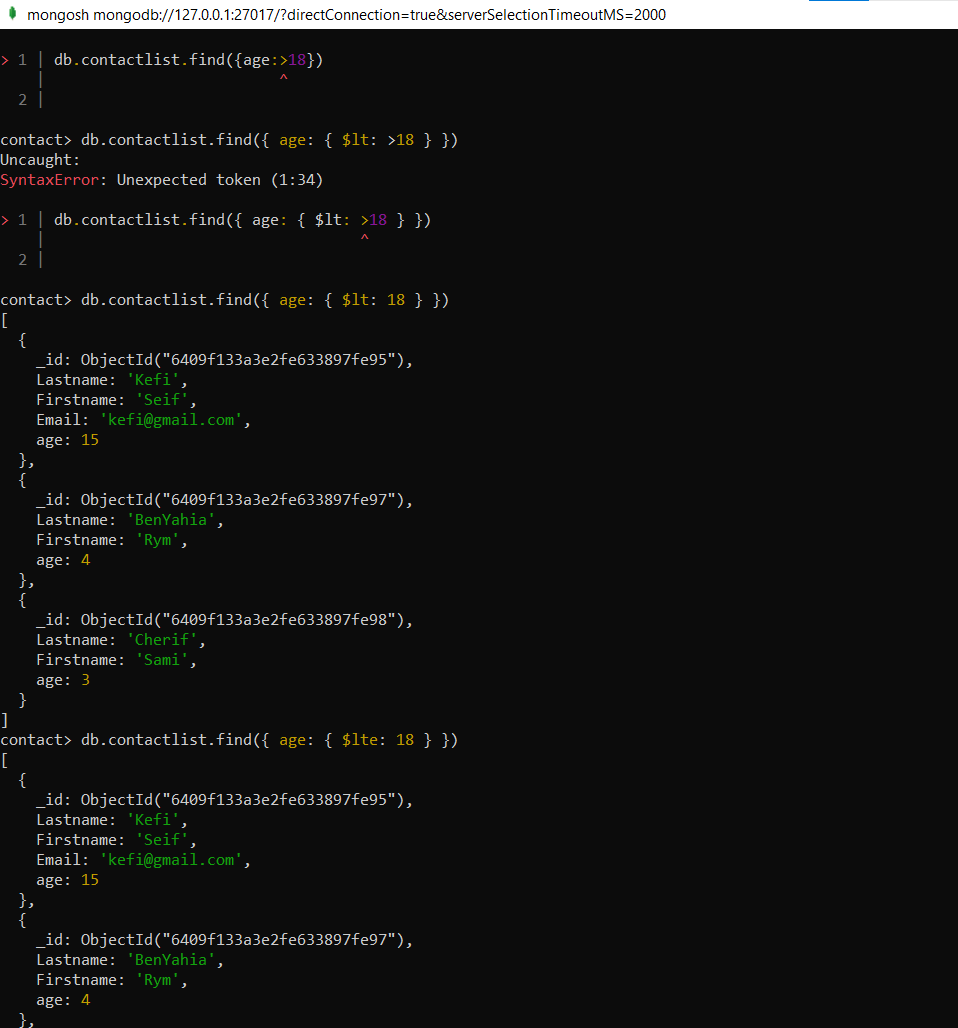 mongosh mongodb://127.0.0.1:27017/?directConnection=true&serverSelectionTimeoutMS=2000
> 1 | db.contactlist.find({age:>18})
    |                           ^
  2 |
contact> db.contactlist.find({ age: { $lt: >18 } })
Uncaught:
SyntaxError: Unexpected token (1:34)
> 1 | db.contactlist.find({ age: { $lt: >18 } })
    |                                   ^
  2 |
contact> db.contactlist.find({ age: { $lt: 18 } })
[
  {
    _id: ObjectId("6409f133a3e2fe633897fe95"),
    Lastname: 'Kefi',
    Firstname: 'Seif',
    Email: 'kefi@gmail.com',
    age: 15
  },
  {
    _id: ObjectId("6409f133a3e2fe633897fe97"),
    Lastname: 'BenYahia',
    Firstname: 'Rym',
    age: 4
  },
  {
    _id: ObjectId("6409f133a3e2fe633897fe98"),
    Lastname: 'Cherif',
    Firstname: 'Sami',
    age: 3
  }
]
contact> db.contactlist.find({ age: { $lte: 18 } })
[
  {
    _id: ObjectId("6409f133a3e2fe633897fe95"),
    Lastname: 'Kefi',
    Firstname: 'Seif',
    Email: 'kefi@gmail.com',
    age: 15
  },
  {
    _id: ObjectId("6409f133a3e2fe633897fe97"),
    Lastname: 'BenYahia',
    Firstname: 'Rym',
    age: 4
  },